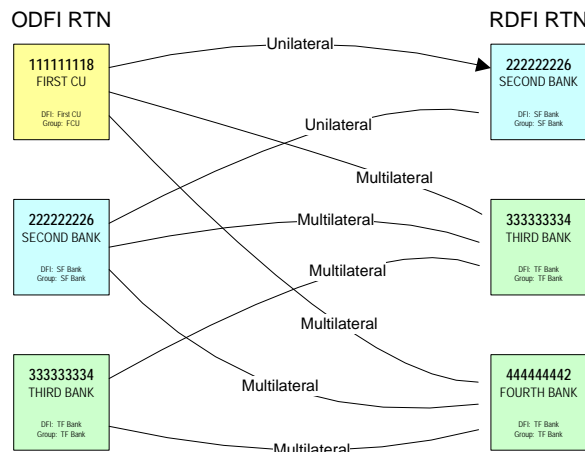 ODFI RTN
RDFI RTN
111111118
FIRST CU
DFI: First CU
Group: FCU
222222226
SECOND BANK
DFI: SF Bank
Group: SF Bank
333333334
THIRD BANK
DFI: TF Bank
Group: TF Bank
Unilateral
Unilateral
Multilateral
Multilateral
Multilateral
Multilateral
Multilateral
Multilateral
222222226
SECOND BANK
DFI: SF Bank
Group: SF Bank
333333334
THIRD BANK
DFI: TF Bank
Group: TF Bank
444444442
FOURTH BANK
DFI: TF Bank
Group: TF Bank